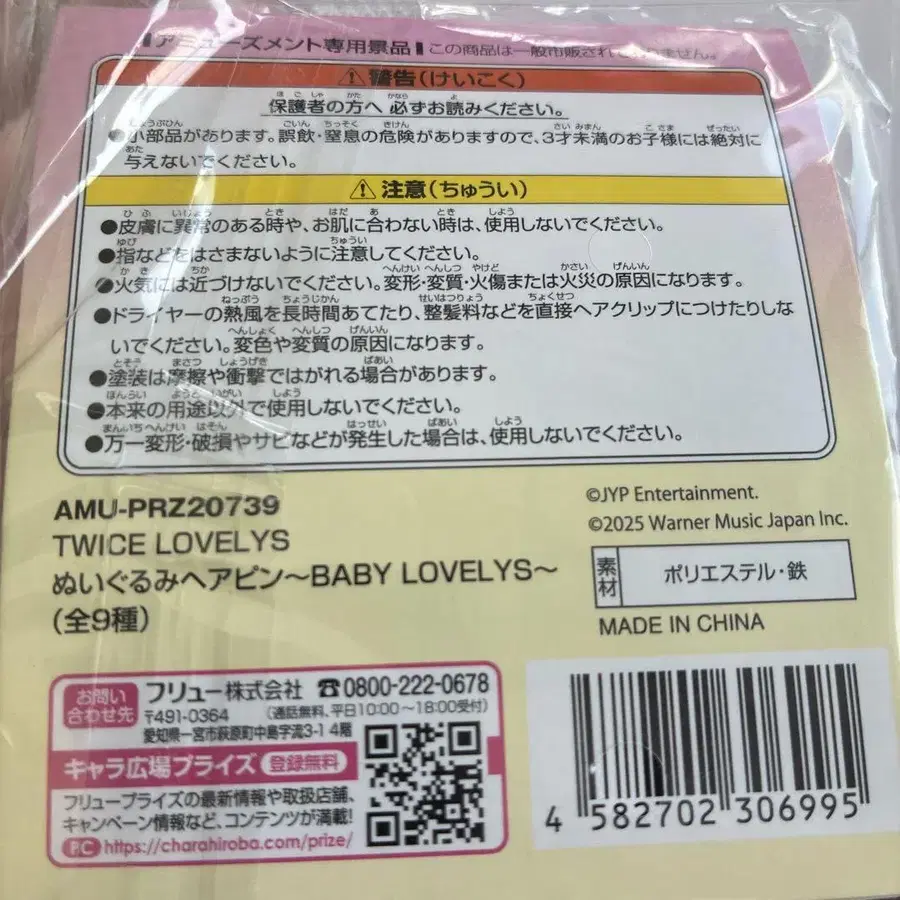 アミューズメント専用景品 この商品は一般市販されておりません。
⚠警告(けいこく)
保護者の方へ 必ずお読みください。
●小部品があります。誤飲・窒息の危険がありますので、3才未満のお子様には絶対に
与えないでください。
⚠注意(ちゅうい)
●皮膚に異常のある時や、お肌に合わない時は、使用しないでください。
●指などをはさまないように注意してください。
●火気には近づけないでください。変形・変質・火傷または火災の原因になります。
●ドライヤーの熱風を長時間あてたり、整髪料などを直接ヘアクリップにつけたりしな
いでください。変色や変質の原因になります。
●塗装は摩擦や衝撃ではがれる場合があります。
●本来の用途以外で使用しないでください。
●万一変形・破損やサビなどが発生した場合は、使用しないでください。
AMU-PRZ20739
TWICE LOVELYS
ぬいぐるみヘアピン〜BABY LOVELYS〜
(全9種)
©JYP Entertainment.
©2025 Warner Music Japan Inc.
素材 ポリエステル・鉄
MADE IN CHINA
お問い合わせ先 フリュー株式会社 ☎0800-222-0678
〒491-0364 (通話無料、平日10:00〜18:00受付)
愛知県一宮市萩原町中島字流3-1 4階
キャラ広場プライズ 登録無料
フリュープライズの最新情報や取扱店舗、
キャンペーン情報など、コンテンツが満載!
PC https://charahiroba.com/prize/
4 582702 306995